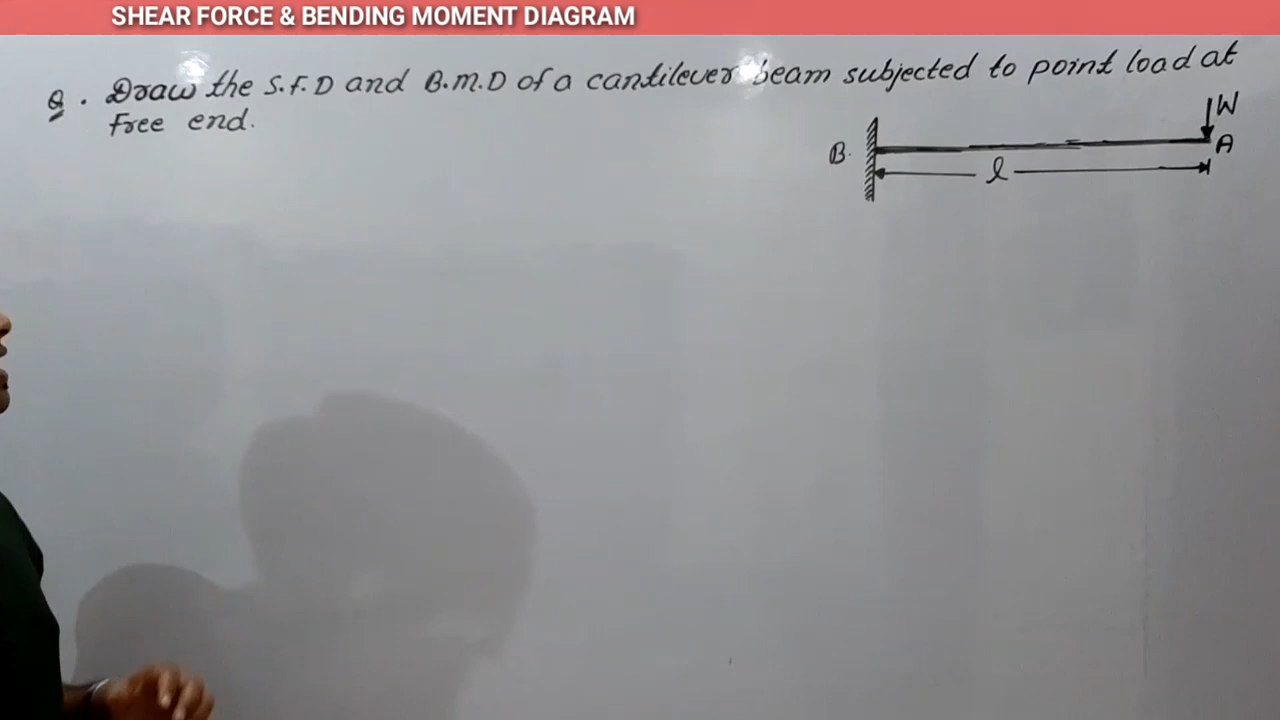 SHEAR FORCE & BENDING MOMENT DIAGRAM
Q. Draw the S.F.D and B.M.D of a cantilever beam subjected to point load at
free end.
W
B.
A
l